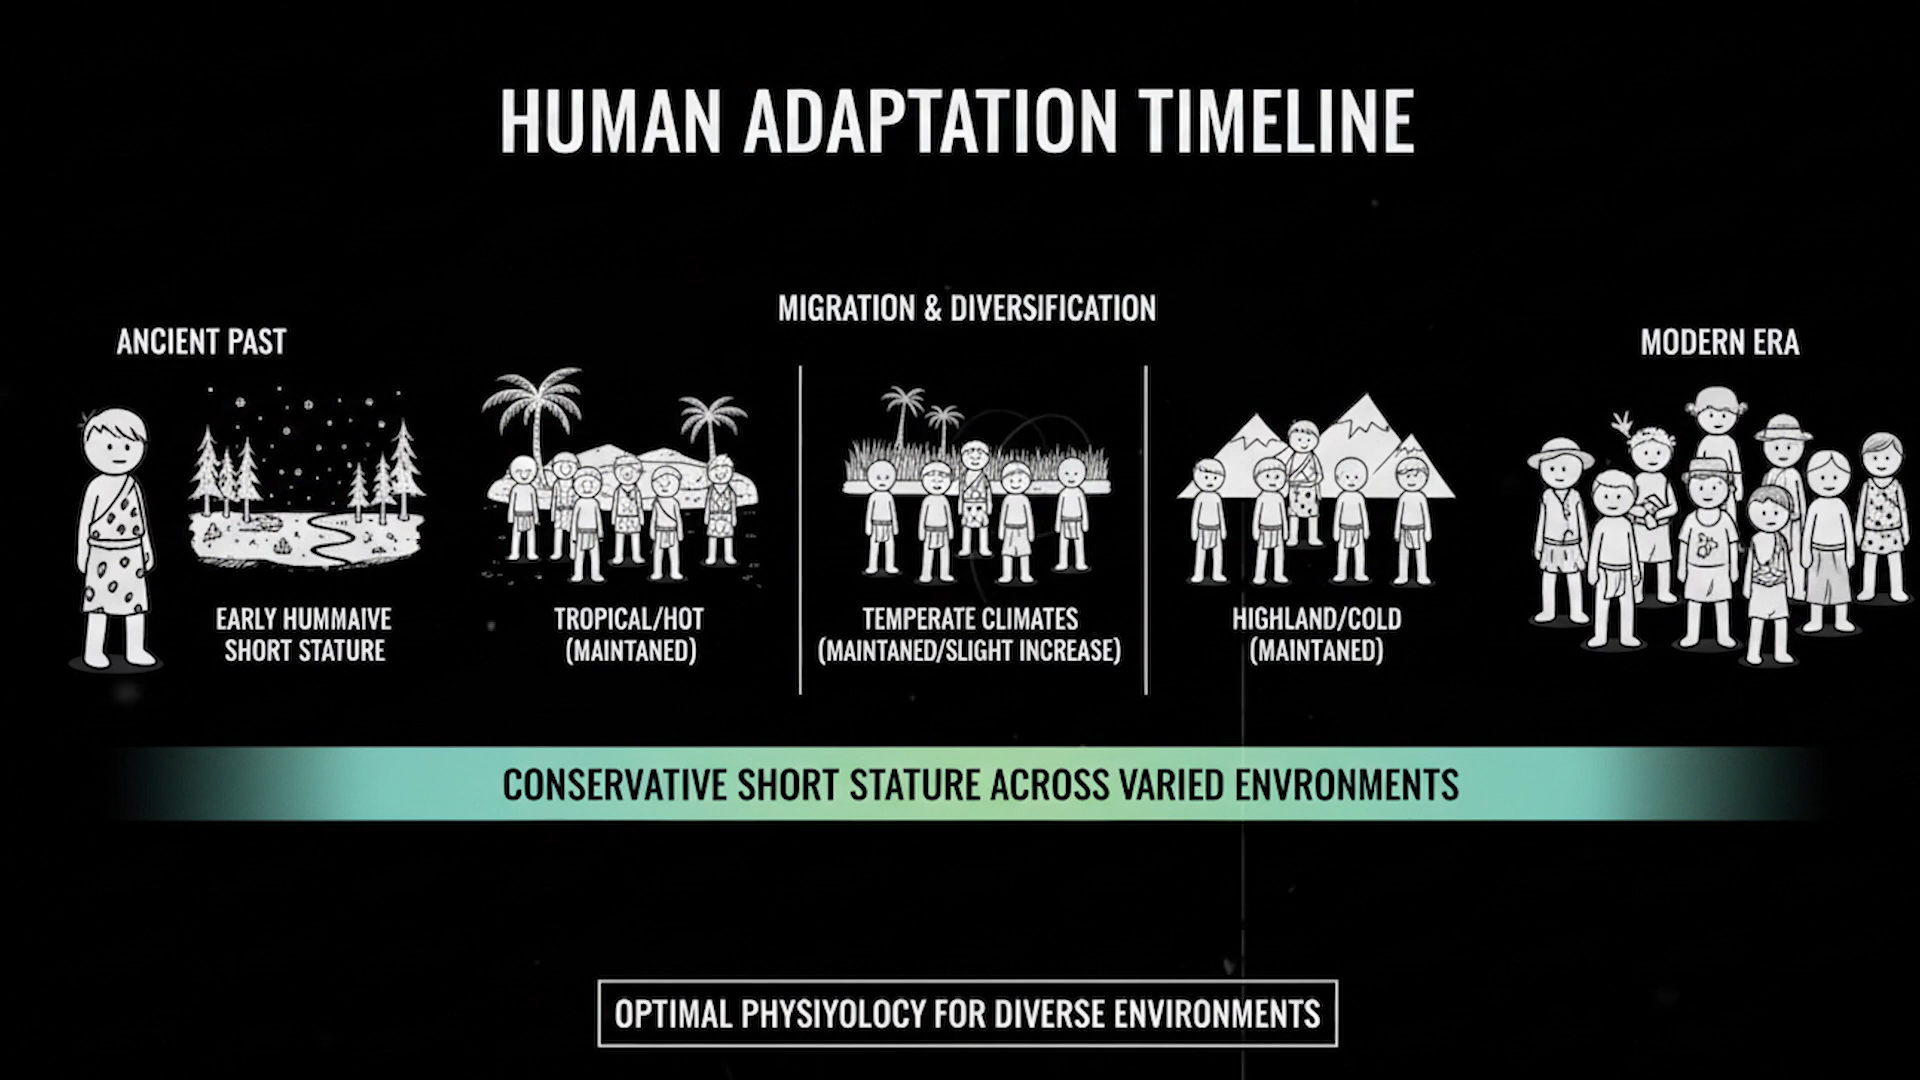 HUMAN ADAPTATION TIMELINE
MIGRATION & DIVERSIFICATION
ANCIENT PAST
MODERN ERA
EARLY HUMMAIVE
SHORT STATURE
TROPICAL/HOT
(MAINTANED)
TEMPERATE CLIMATES
(MAINTANED/SLIGHT INCREASE)
HIGHLAND/COLD
(MAINTANED)
CONSERVATIVE SHORT STATURE ACROSS VARIED ENVRONMENTS
OPTIMAL PHYSIYOLOCY FOR DIVERSE ENVIRONMENTS